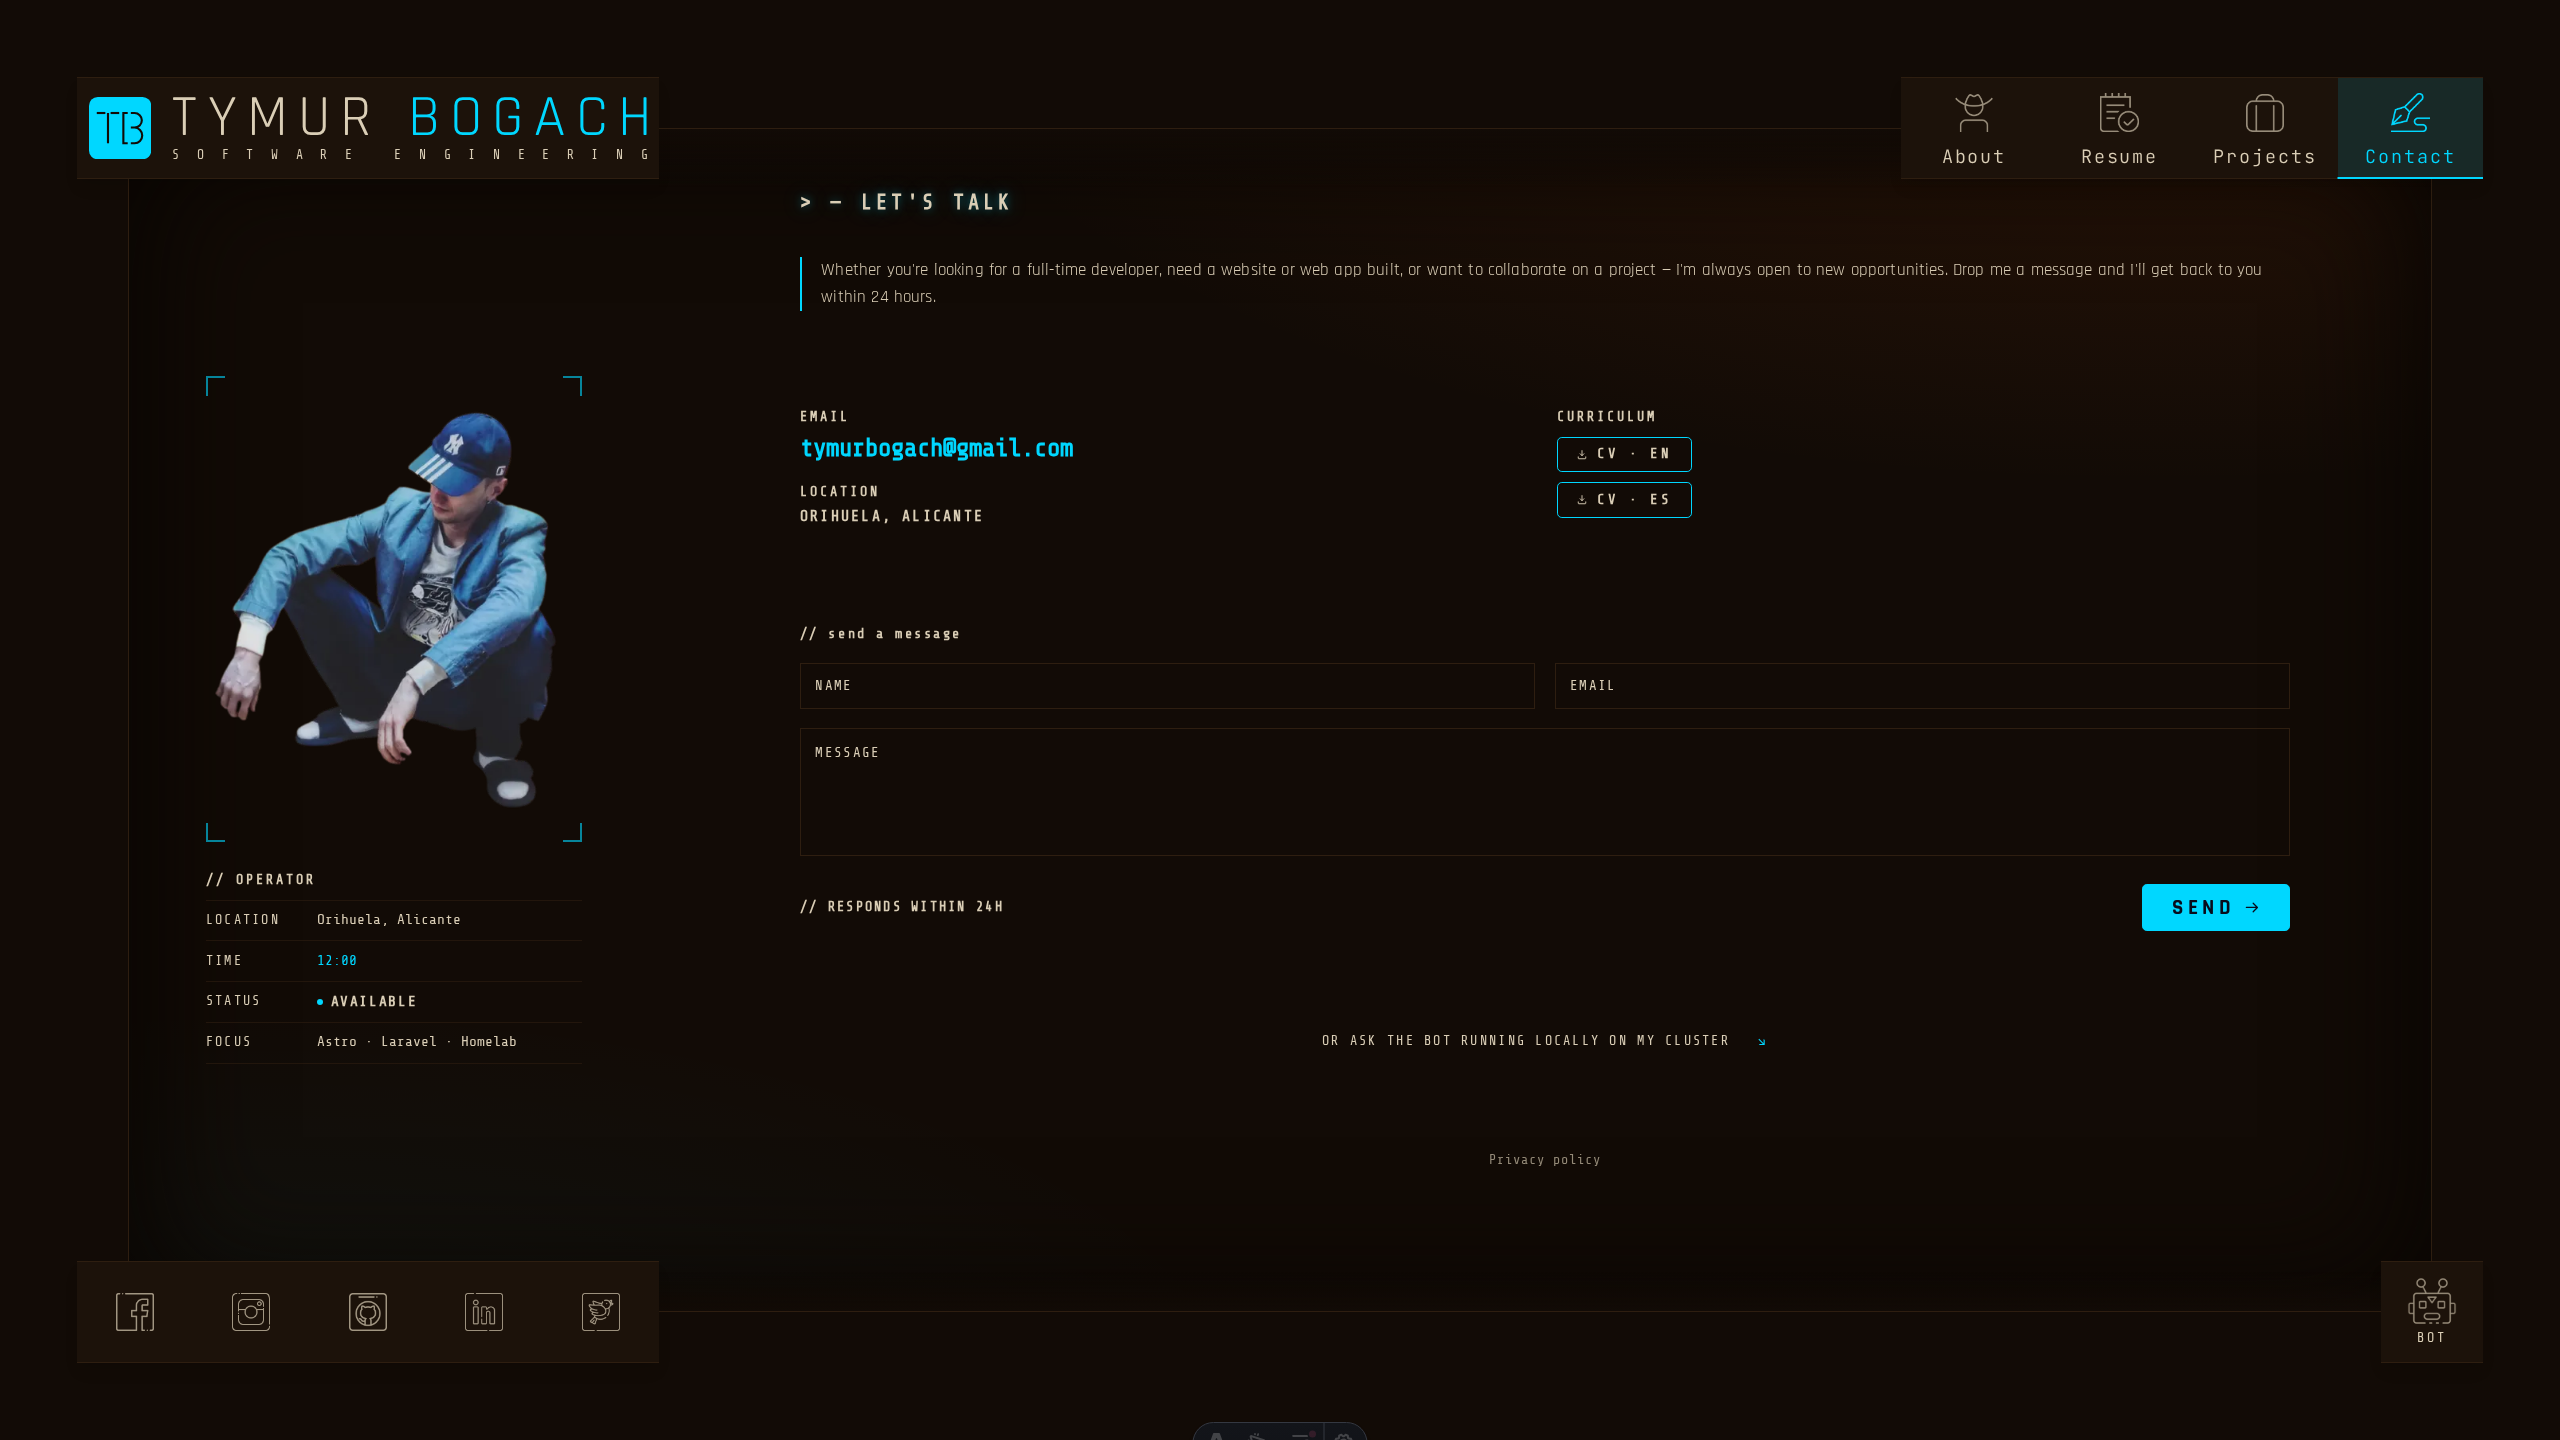 TB TYMUR BOGACH
SOFTWARE ENGINEERING
About
Resume
Projects
Contact
> — LET'S TALK
Whether you're looking for a full-time developer, need a website or web app built, or want to collaborate on a project — I'm always open to new opportunities. Drop me a message and I'll get back to you
within 24 hours.
EMAIL
tymurbogach@gmail.com
LOCATION
ORIHUELA, ALICANTE
CURRICULUM
CV · EN
CV · ES
// send a message
NAME
EMAIL
MESSAGE
// RESPONDS WITHIN 24H
SEND →
OR ASK THE BOT RUNNING LOCALLY ON MY CLUSTER ↘
Privacy policy
// OPERATOR
LOCATION Orihuela, Alicante
TIME 12:00
STATUS AVAILABLE
FOCUS Astro · Laravel · Homelab
BOT